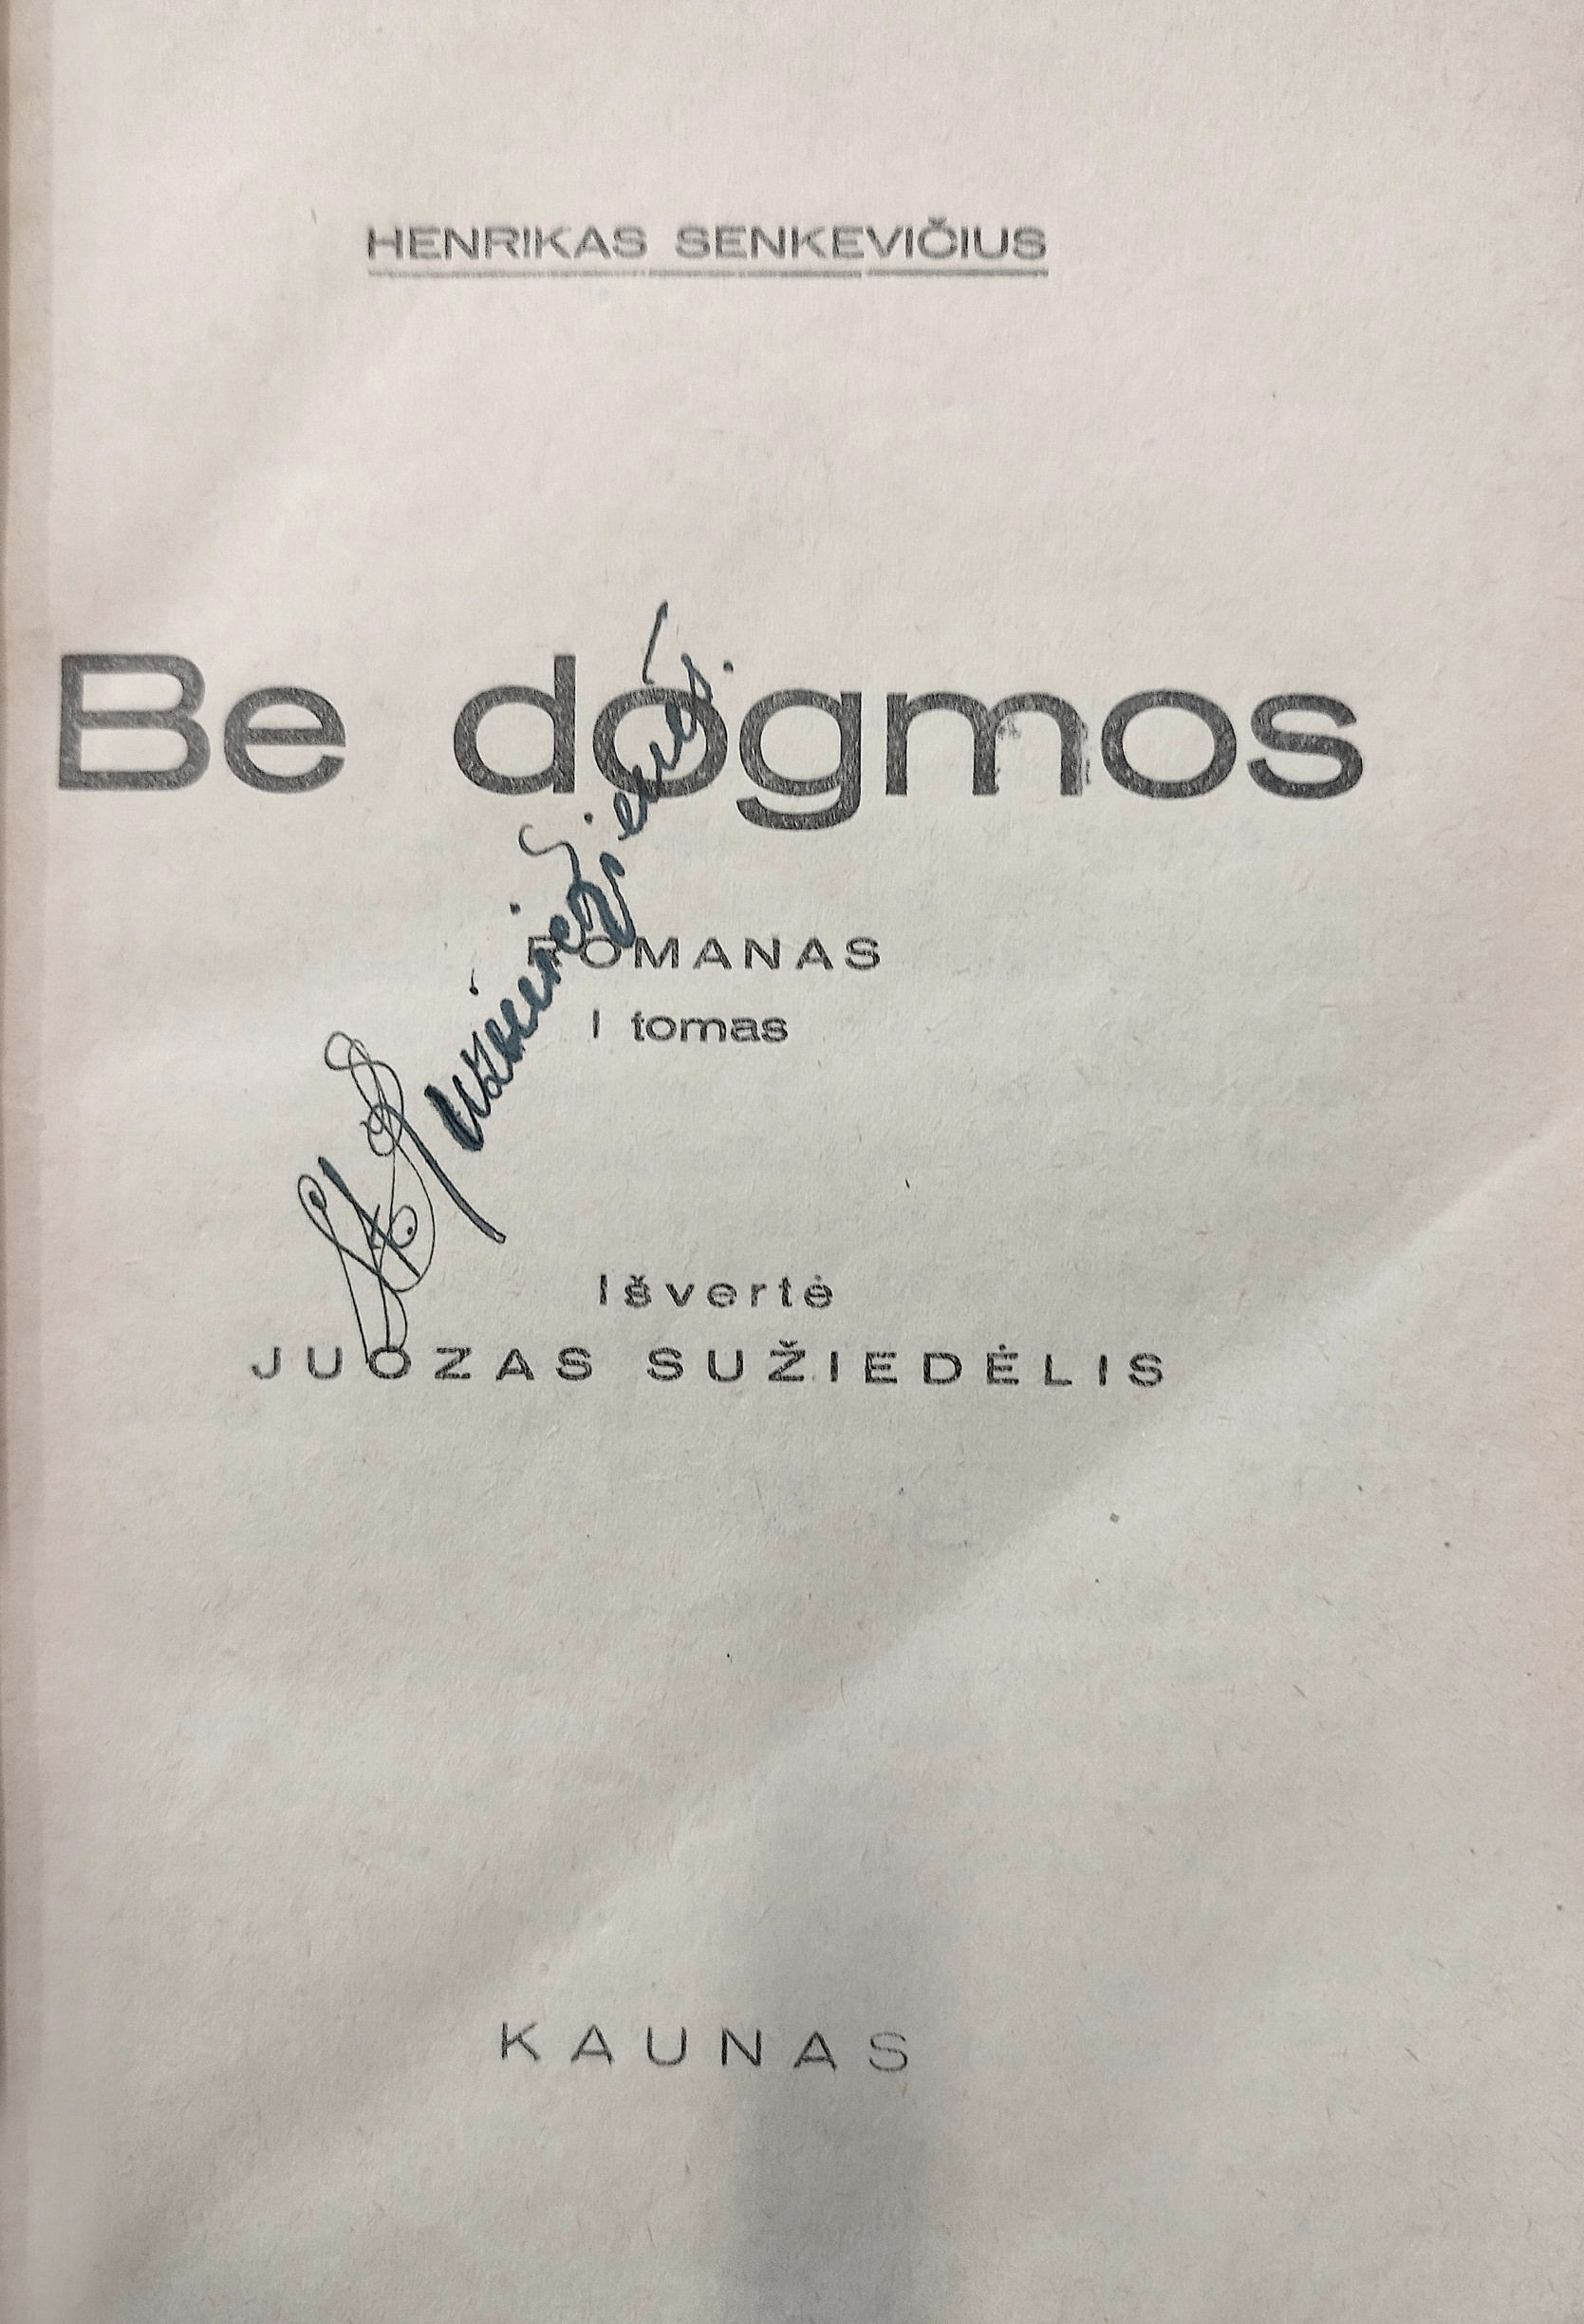 HENRIKAS SENKEVIČIUS
Be dogmos
ROMANAS
I tomas
Išvertė
JUOZAS SUŽIEDĖLIS
KAUNAS